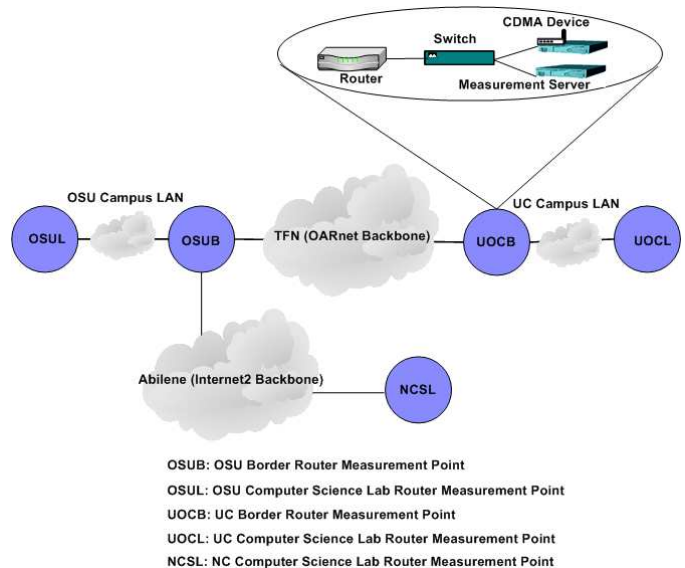 CDMA Device
Switch
Router
Measurement Server
OSU Campus LAN
UC Campus LAN
OSUL
OSUB
TFN (OARnet Backbone)
UOCB
UOCL
Abilene (Internet2 Backbone)
NCSL
OSUB: OSU Border Router Measurement Point
OSUL: OSU Computer Science Lab Router Measurement Point
UOCB: UC Border Router Measurement Point
UOCL: UC Computer Science Lab Router Measurement Point
NCSL: NC Computer Science Lab Router Measurement Point